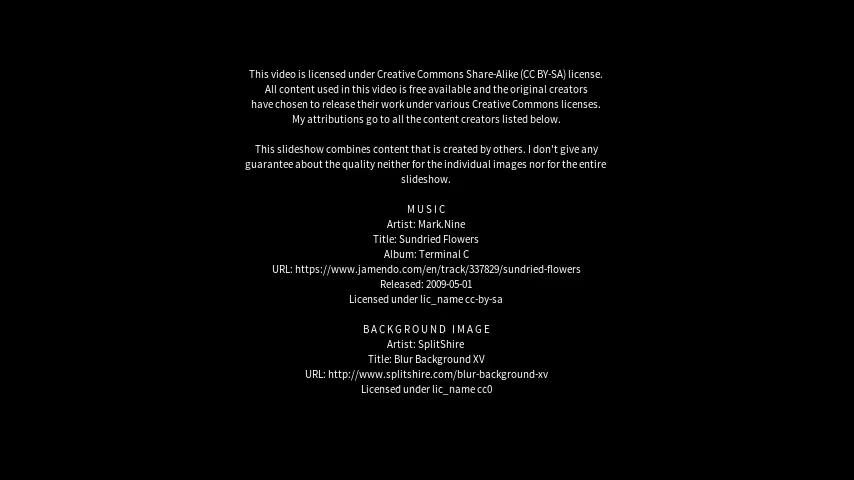 This video is licensed under Creative Commons Share-Alike (CC BY-SA) license.
All content used in this video is free available and the original creators
have chosen to release their work under various Creative Commons licenses.
My attributions go to all the content creators listed below.
This slideshow combines content that is created by others. I don't give any
guarantee about the quality neither for the individual images nor for the entire
slideshow.
MUSIC
Artist: Mark.Nine
Title: Sundried Flowers
Album: Terminal C
URL: https://www.jamendo.com/en/track/337829/sundried-flowers
Released: 2009-05-01
Licensed under lic_name cc-by-sa
BACKGROUND IMAGE
Artist: SplitShire
Title: Blur Background XV
URL: http://www.splitshire.com/blur-background-xv
Licensed under lic_name cc0